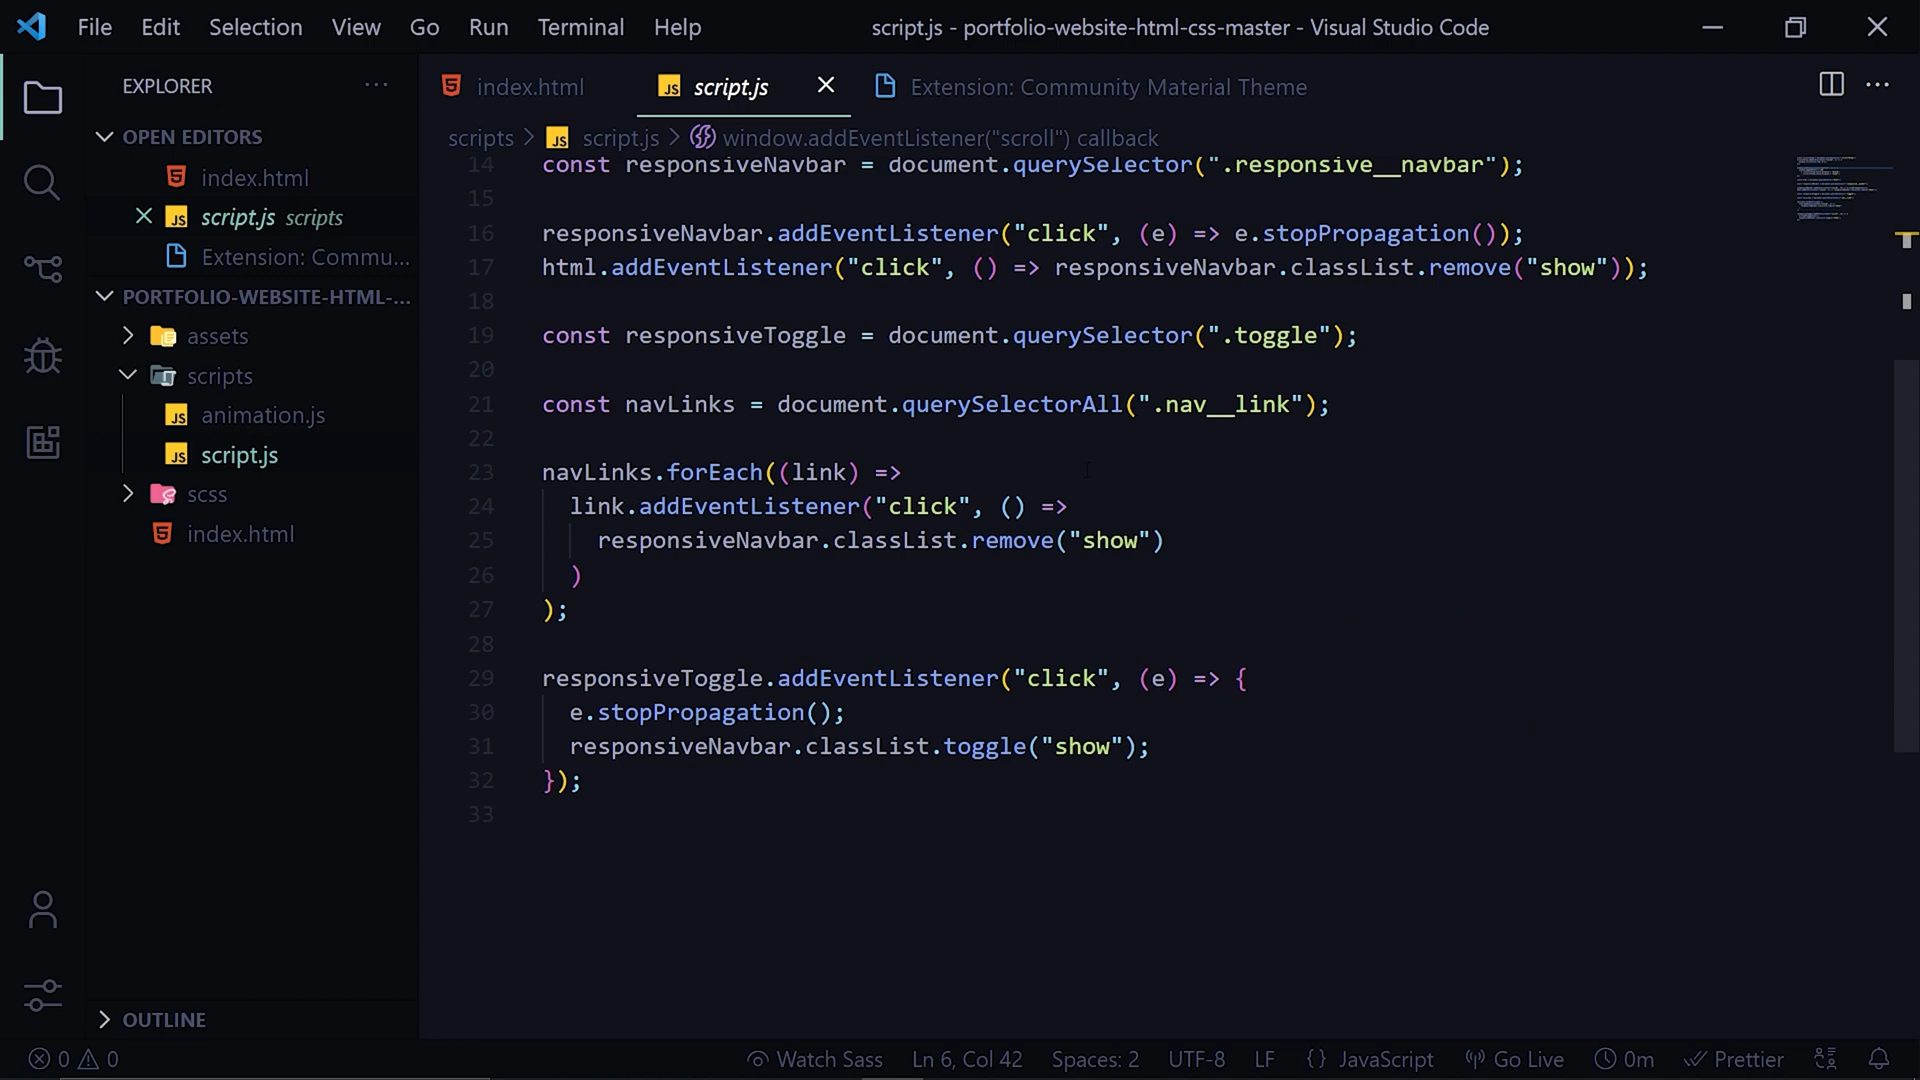 File Edit Selection View Go Run Terminal Help
script.js - portfolio-website-html-css-master - Visual Studio Code
EXPLORER
OPEN EDITORS
index.html
script.js scripts
Extension: Commu...
PORTFOLIO-WEBSITE-HTML-...
assets
scripts
JS animation.js
JS script.js
scss
index.html
OUTLINE
index.html
JS script.js
Extension: Community Material Theme
scripts > JS script.js > window.addEventListener("scroll") callback
14 const responsiveNavbar = document.querySelector(".responsive__navbar");
15
16 responsiveNavbar.addEventListener("click", (e) => e.stopPropagation());
17 html.addEventListener("click", () => responsiveNavbar.classList.remove("show"));
18
19 const responsiveToggle = document.querySelector(".toggle");
20
21 const navLinks = document.querySelectorAll(".nav__link");
22
23 navLinks.forEach((link) =>
24 link.addEventListener("click", () =>
25 responsiveNavbar.classList.remove("show")
26 )
27 );
28
29 responsiveToggle.addEventListener("click", (e) => {
30 e.stopPropagation();
31 responsiveNavbar.classList.toggle("show");
32 });
33
0 0 Watch Sass Ln 6, Col 42 Spaces: 2 UTF-8 LF {} JavaScript Go Live 0m Prettier